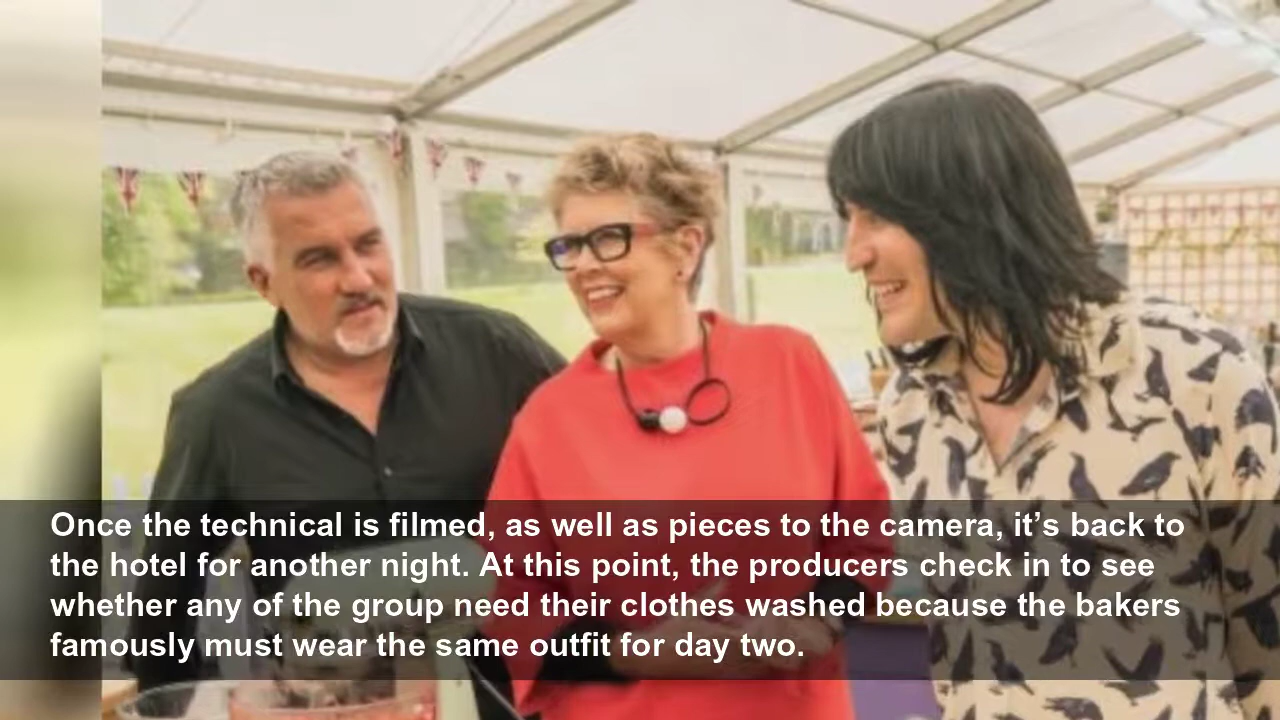 Once the technical is filmed, as well as pieces to the camera, it’s back to
the hotel for another night. At this point, the producers check in to see
whether any of the group need their clothes washed because the bakers
famously must wear the same outfit for day two.